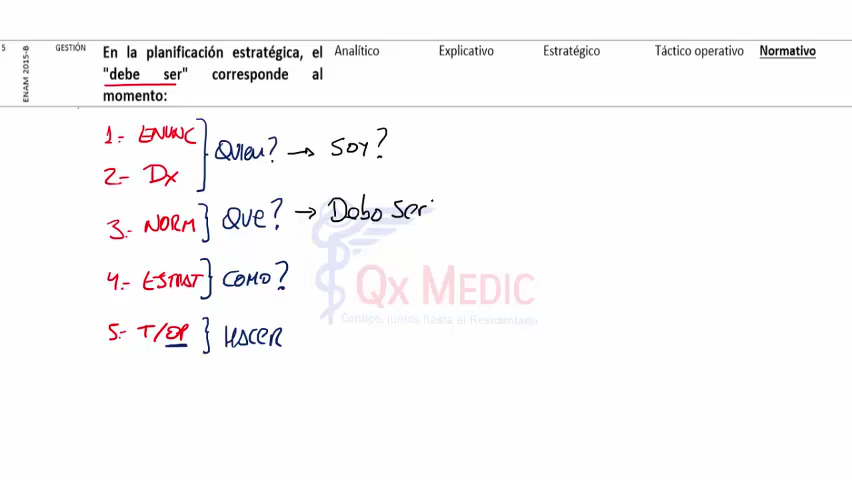 5
ENAM 2015-B
GESTIÓN
En la planificación estratégica, el "debe ser" corresponde al momento:
Analítico
Explicativo
Estratégico
Táctico operativo
Normativo
1.- ENUNC
2.- Dx
QUIEN? → SOY?
3.- NORM } QUE? → Debo Ser
4.- ESTRAT } COMO?
5.- T/OP } HACER
Qx MEDIC
Contigo, juntos hasta el Residentado